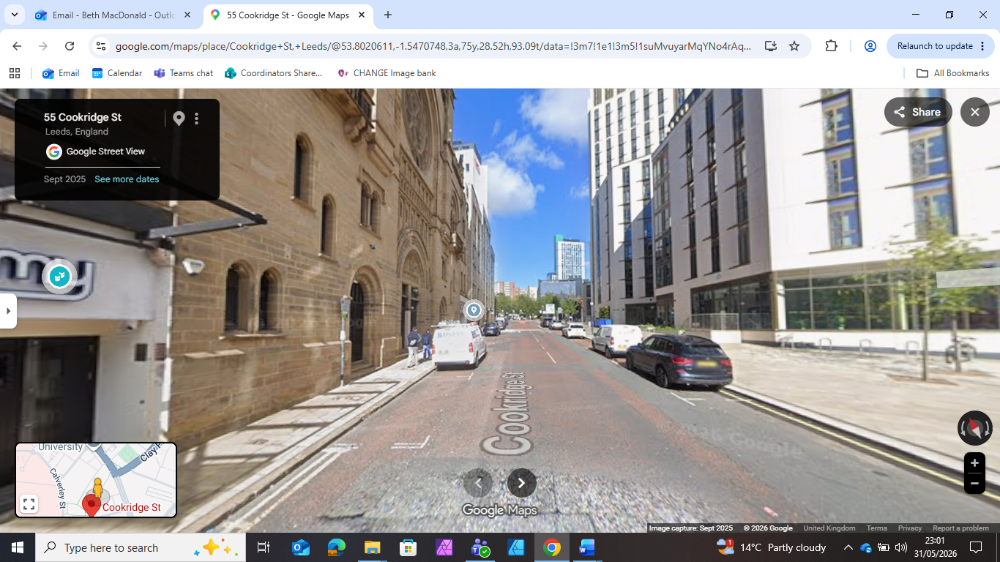 Email - Beth MacDonald - Outlo
55 Cookridge St - Google Maps
google.com/maps/place/Cookridge+St,+Leeds/@53.8020611,-1.5470748,3a,75y,28.52h,93.09t/data=!3m7!1e1!3m5!1suMvuyarMqYNo4rAq...
Relaunch to update
Email
Calendar
Teams chat
Coordinators Share...
CHANGE Image bank
All Bookmarks
55 Cookridge St
Leeds, England
Google Street View
Sept 2025 See more dates
Share
Cookridge St
University
Clay
Calverley St
Cookridge St
Google Maps
Image capture: Sept 2025 © 2026 Google United Kingdom Terms Privacy Report a problem
Type here to search
1
14°C Partly cloudy
23:01
31/05/2026